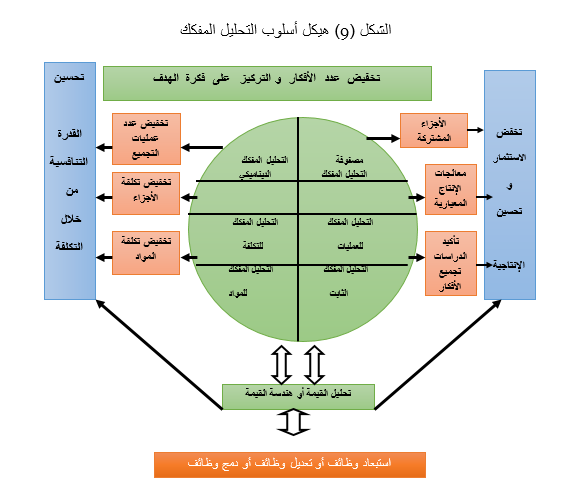 الشكل (و) هيكل أسلوب التحليل المفكك
تخفيض عدد الأفكار و التركيز على فكرة الهدف
تخفض
الاستثمار
و
تحسين
الإنتاجية
الأجزاء
المشتركة
معالجات
الإنتاج
المعيارية
تأكيد
الدراسات
تجميع
الأفكار
مصفوفة
التحليل المفكك
التحليل المفكك
الديناميكي
التحليل المفكك
للعمليات
التحليل المفكك
للتكلفة
التحليل المفكك
الثابت
التحليل المفكك
للمواد
تخفيض عدد
عمليات
التجميع
تخفيض تكلفة
الأجزاء
تخفيض تكلفة
المواد
تحسين
القدرة
التنافسية
من
خلال
التكلفة
تحليل القيمة أو هندسة القيمة
استبعاد وظائف أو تعديل وظائف أو دمج وظائف